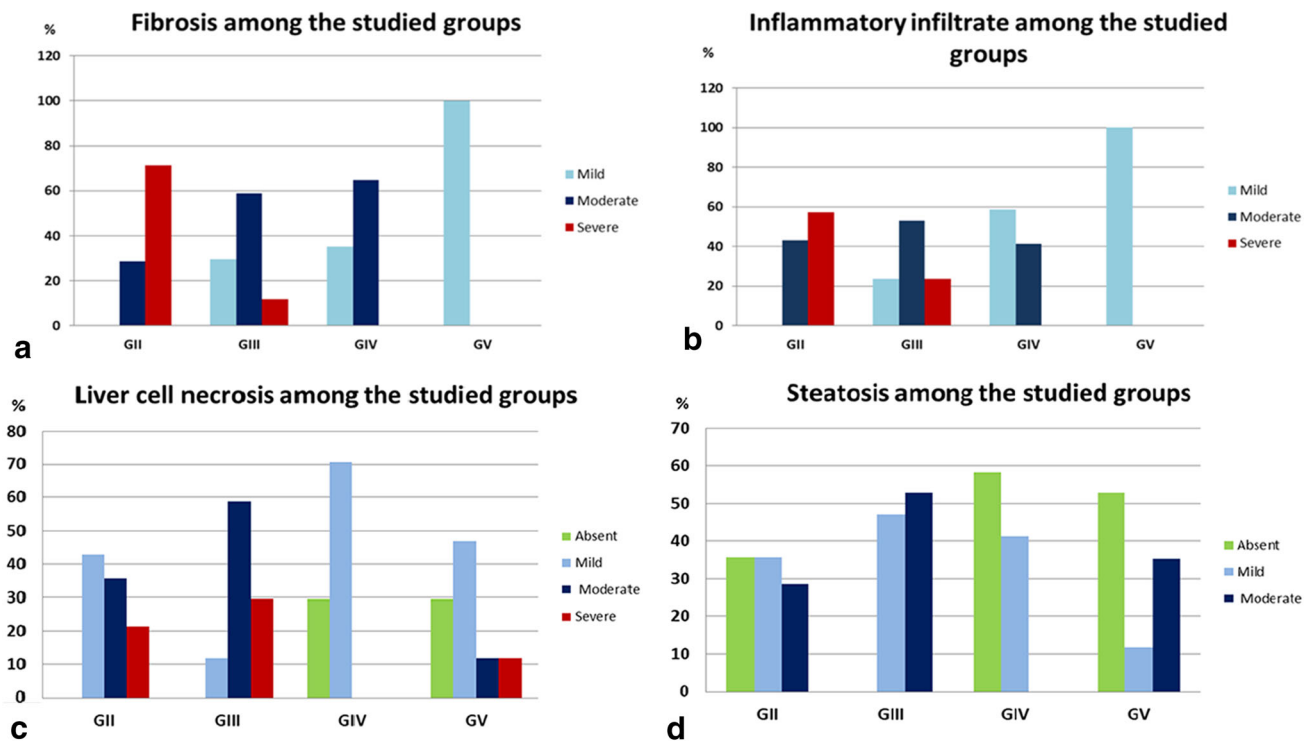 Fibrosis among the studied groups
%
120
100
80
60
40
20
0
GII GIII GIV GV
Mild
Moderate
Severe
a
Inflammatory infiltrate among the studied
groups
%
120
100
80
60
40
20
0
GII GIII GIV GV
Mild
Moderate
Severe
b
Liver cell necrosis among the studied groups
%
80
70
60
50
40
30
20
10
0
GII GIII GIV GV
Absent
Mild
Moderate
Severe
c
Steatosis among the studied groups
%
70
60
50
40
30
20
10
0
GII GIII GIV GV
Absent
Mild
Moderate
d